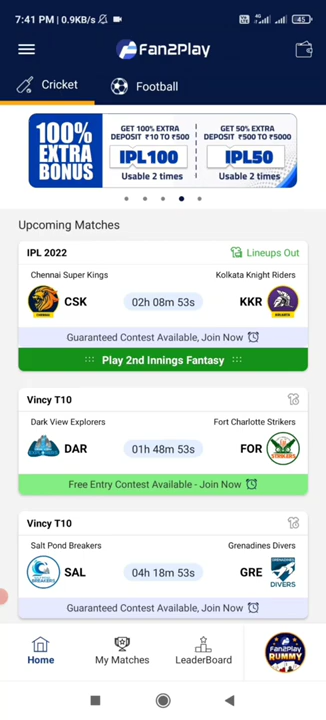 7:41 PM | 0.9KB/s
4G
45
Fan2Play
Cricket
Football
100% EXTRA BONUS
GET 100% EXTRA
DEPOSIT ₹10 TO ₹500
IPL100
Usable 2 times
GET 50% EXTRA
DEPOSIT ₹500 TO ₹5000
IPL50
Usable 2 times
Upcoming Matches
IPL 2022
Lineups Out
Chennai Super Kings
Kolkata Knight Riders
CSK
02h 08m 53s
KKR
Guaranteed Contest Available, Join Now
Play 2nd Innings Fantasy
Vincy T10
Dark View Explorers
Fort Charlotte Strikers
DAR
01h 48m 53s
FOR
STRIKERS
Free Entry Contest Available - Join Now
Vincy T10
Salt Pond Breakers
Grenadines Divers
BREAKERS
SAL
04h 18m 53s
GRE
DIVERS
Guaranteed Contest Available, Join Now
Home
My Matches
LeaderBoard
Fan2Play
RUMMY